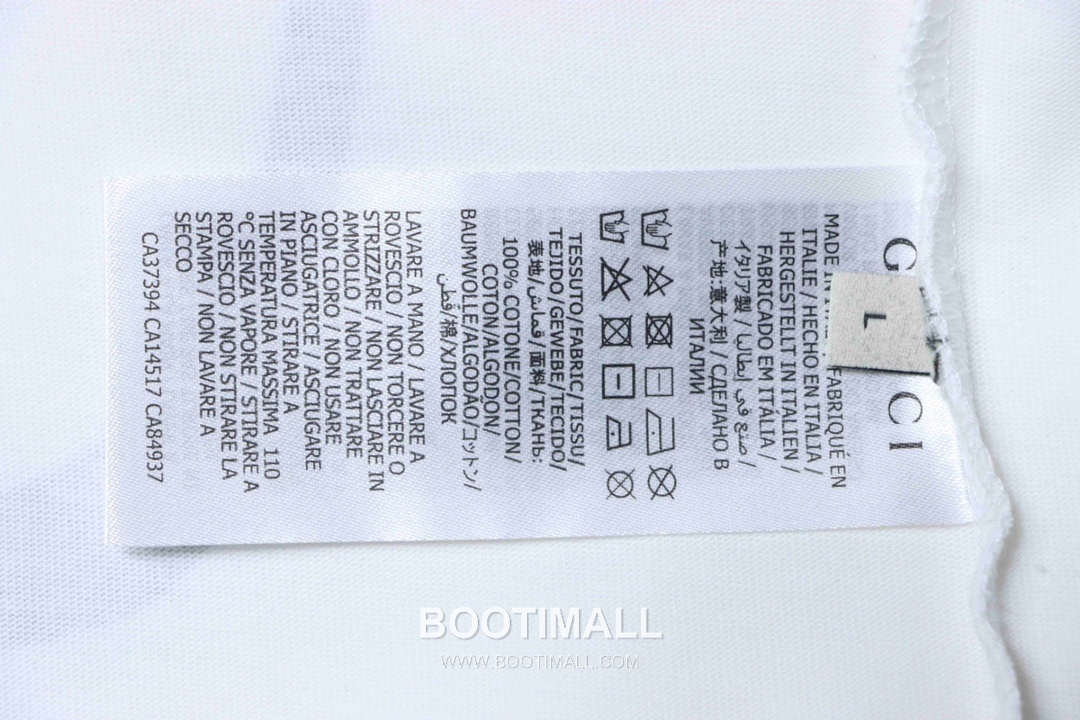 GUCCI
L
MADE IN ITALY / FABRIQUÉ EN
ITALIE / HECHO EN ITALIA /
HERGESTELLT IN ITALIEN /
FABRICADO EM ITÁLIA /
イタリア製 / صنع في إيطاليا /
产地:意大利 / СДЕЛАНО В
ИТАЛИИ
TESSUTO/FABRIC/TISSU/
TEJIDO/GEWEBE/TECIDO/
表地/قماش/面料/ТКАНЬ:
100% COTONE/COTTON/
COTON/ALGODÓN/
BAUMWOLLE/ALGODÃO/コットン/
قطن/棉/ХЛОПОК
LAVARE A MANO / LAVARE A
ROVESCIO / NON TORCERE O
STRIZZARE / NON LASCIARE IN
AMMOLLO / NON TRATTARE
CON CLORO / NON USARE
ASCIUGATRICE / ASCIUGARE
IN PIANO / STIRARE A
TEMPERATURA MASSIMA 110
°C SENZA VAPORE / STIRARE A
ROVESCIO / NON STIRARE LA
STAMPA / NON LAVARE A
SECCO
CA37394 CA14517 CA84937
BOOTIMALL
WWW.BOOTIMALL.COM